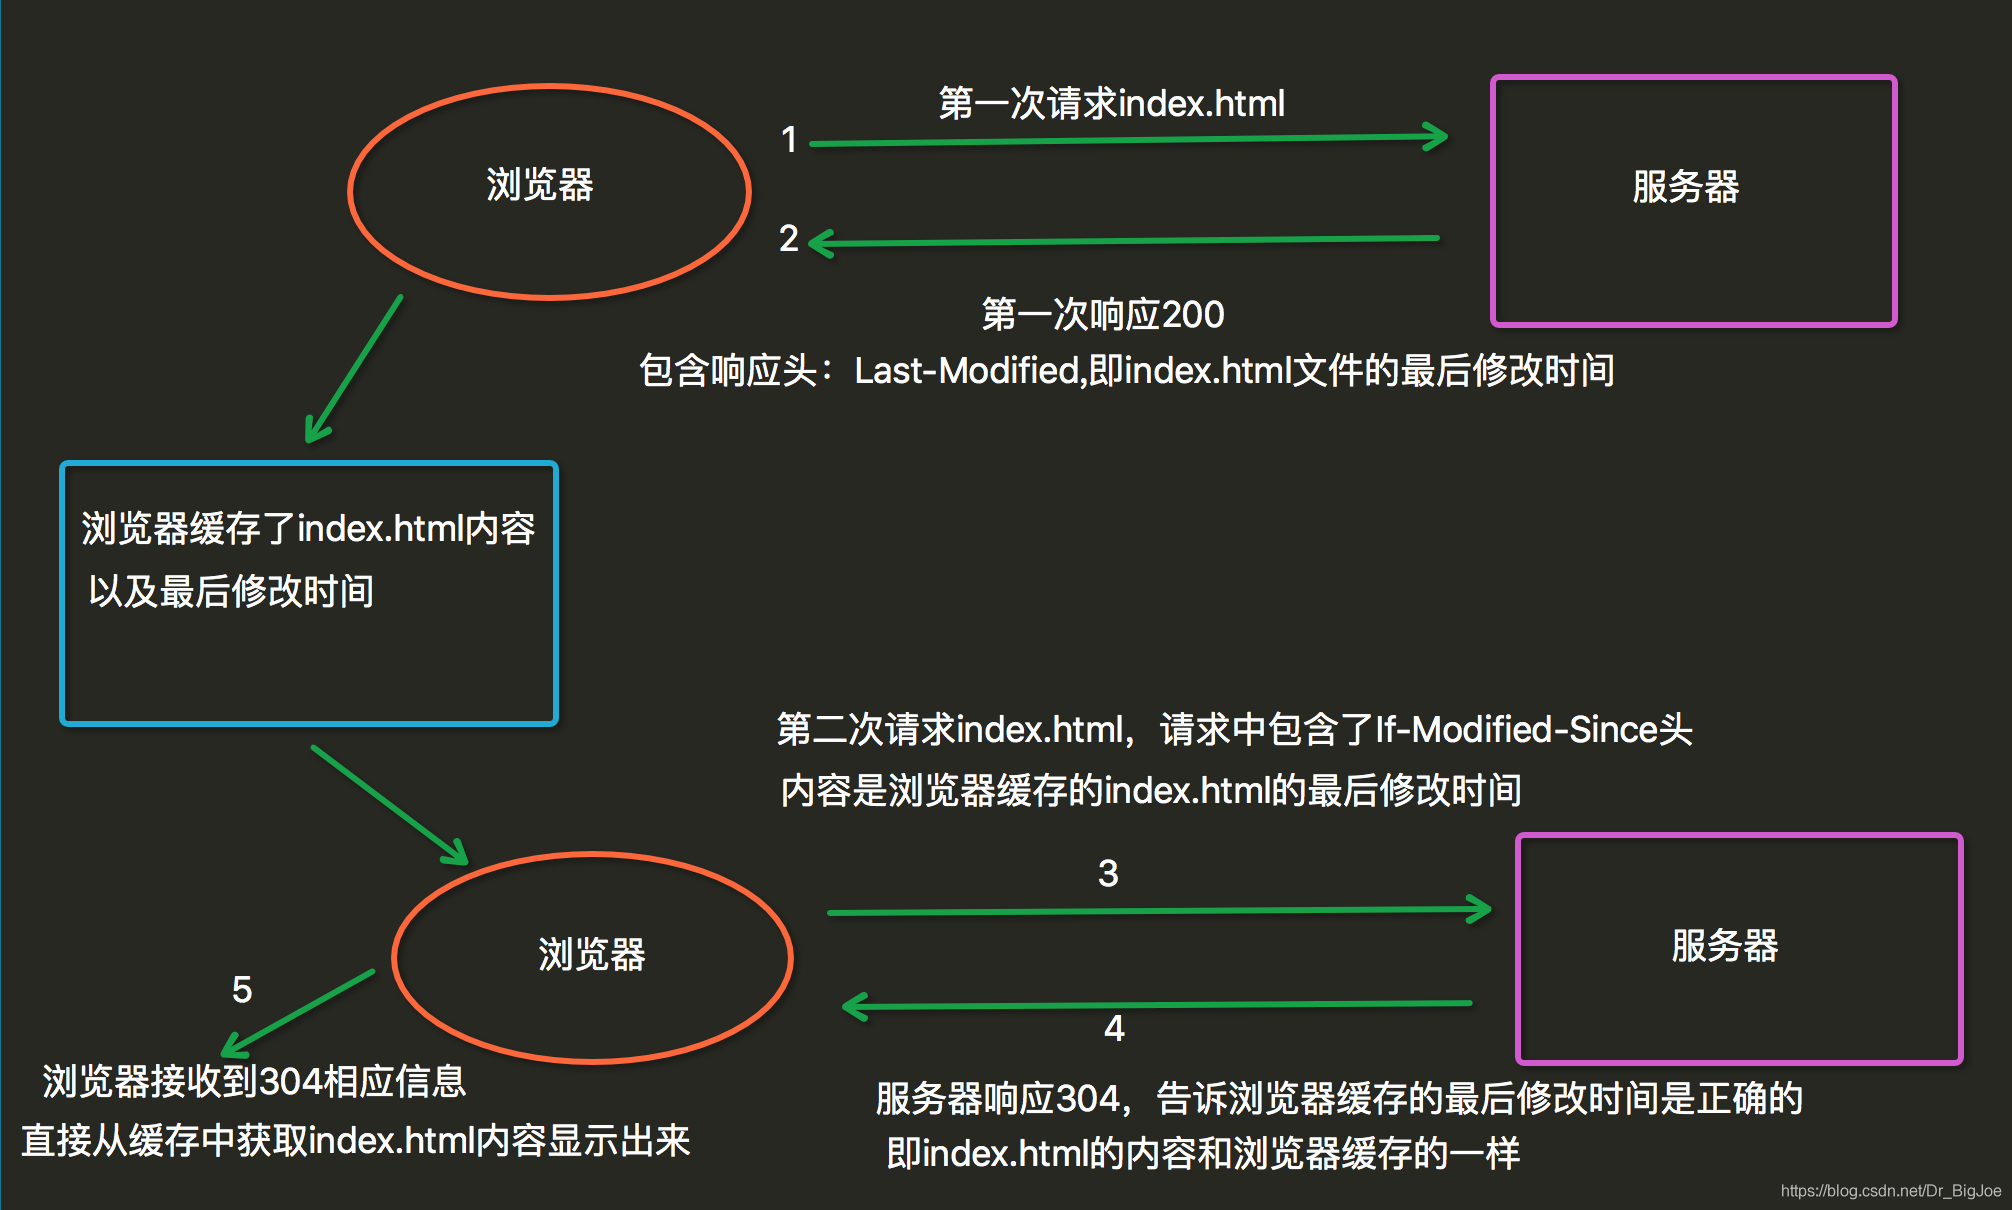 第一次请求index.html
1
浏览器
服务器
2
第一次响应200
包含响应头：Last-Modified,即index.html文件的最后修改时间
浏览器缓存了index.html内容
以及最后修改时间
第二次请求index.html，请求中包含了If-Modified-Since头
内容是浏览器缓存的index.html的最后修改时间
3
浏览器
服务器
5
4
浏览器接收到304相应信息
直接从缓存中获取index.html内容显示出来
服务器响应304，告诉浏览器缓存的最后修改时间是正确的
即index.html的内容和浏览器缓存的一样
https://blog.csdn.net/Dr_BigJoe